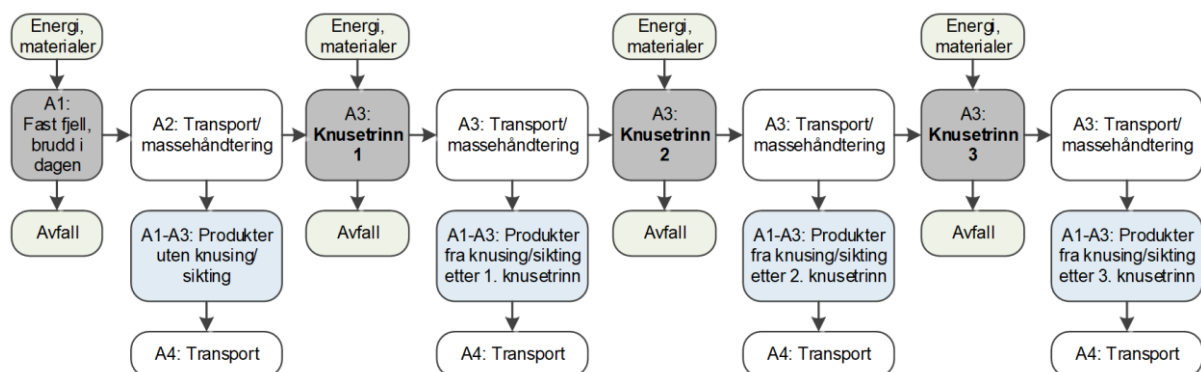 Energi,
materialer
Energi,
materialer
Energi,
materialer
Energi,
materialer
A1:
Fast fjell,
brudd i
dagen
A2: Transport/
massehåndtering
A3:
Knusetrinn
1
A3: Transport/
massehåndtering
A3:
Knusetrinn
2
A3: Transport/
massehåndtering
A3:
Knusetrinn
3
A3: Transport/
massehåndtering
Avfall
A1-A3: Produkter
uten knusing/
sikting
Avfall
A1-A3: Produkter
fra knusing/sikting
etter 1. knusetrinn
Avfall
A1-A3: Produkter
fra knusing/sikting
etter 2. knusetrinn
Avfall
A1-A3: Produkter
fra knusing/sikting
etter 3. knusetrinn
A4: Transport
A4: Transport
A4: Transport
A4: Transport